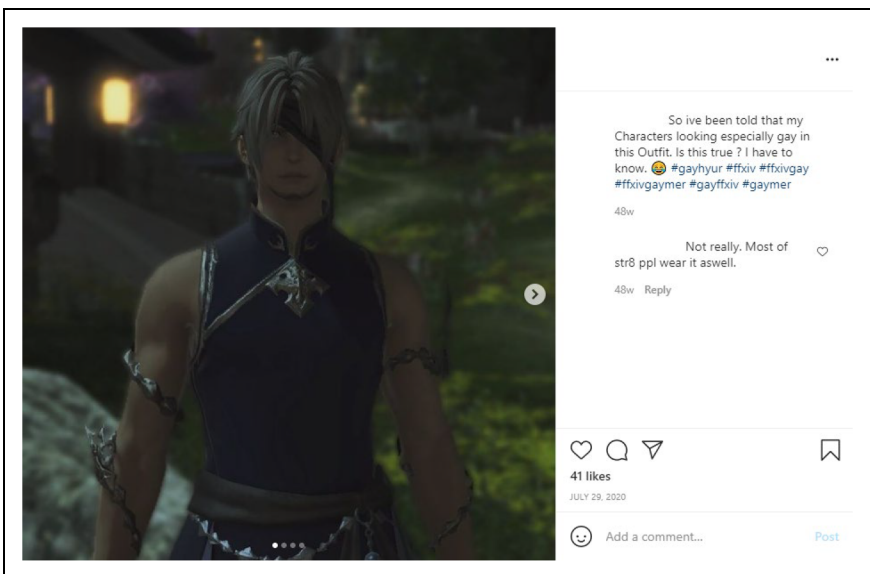 So ive been told that my
Characters looking especially gay in
this Outfit. Is this true ? I have to
know. 😂 #gayhyur #ffxiv #ffxivgay
#ffxivgaymer #gayffxiv #gaymer
48w
Not really. Most of
str8 ppl wear it aswell.
48w Reply
41 likes
JULY 29, 2020
Add a comment... Post